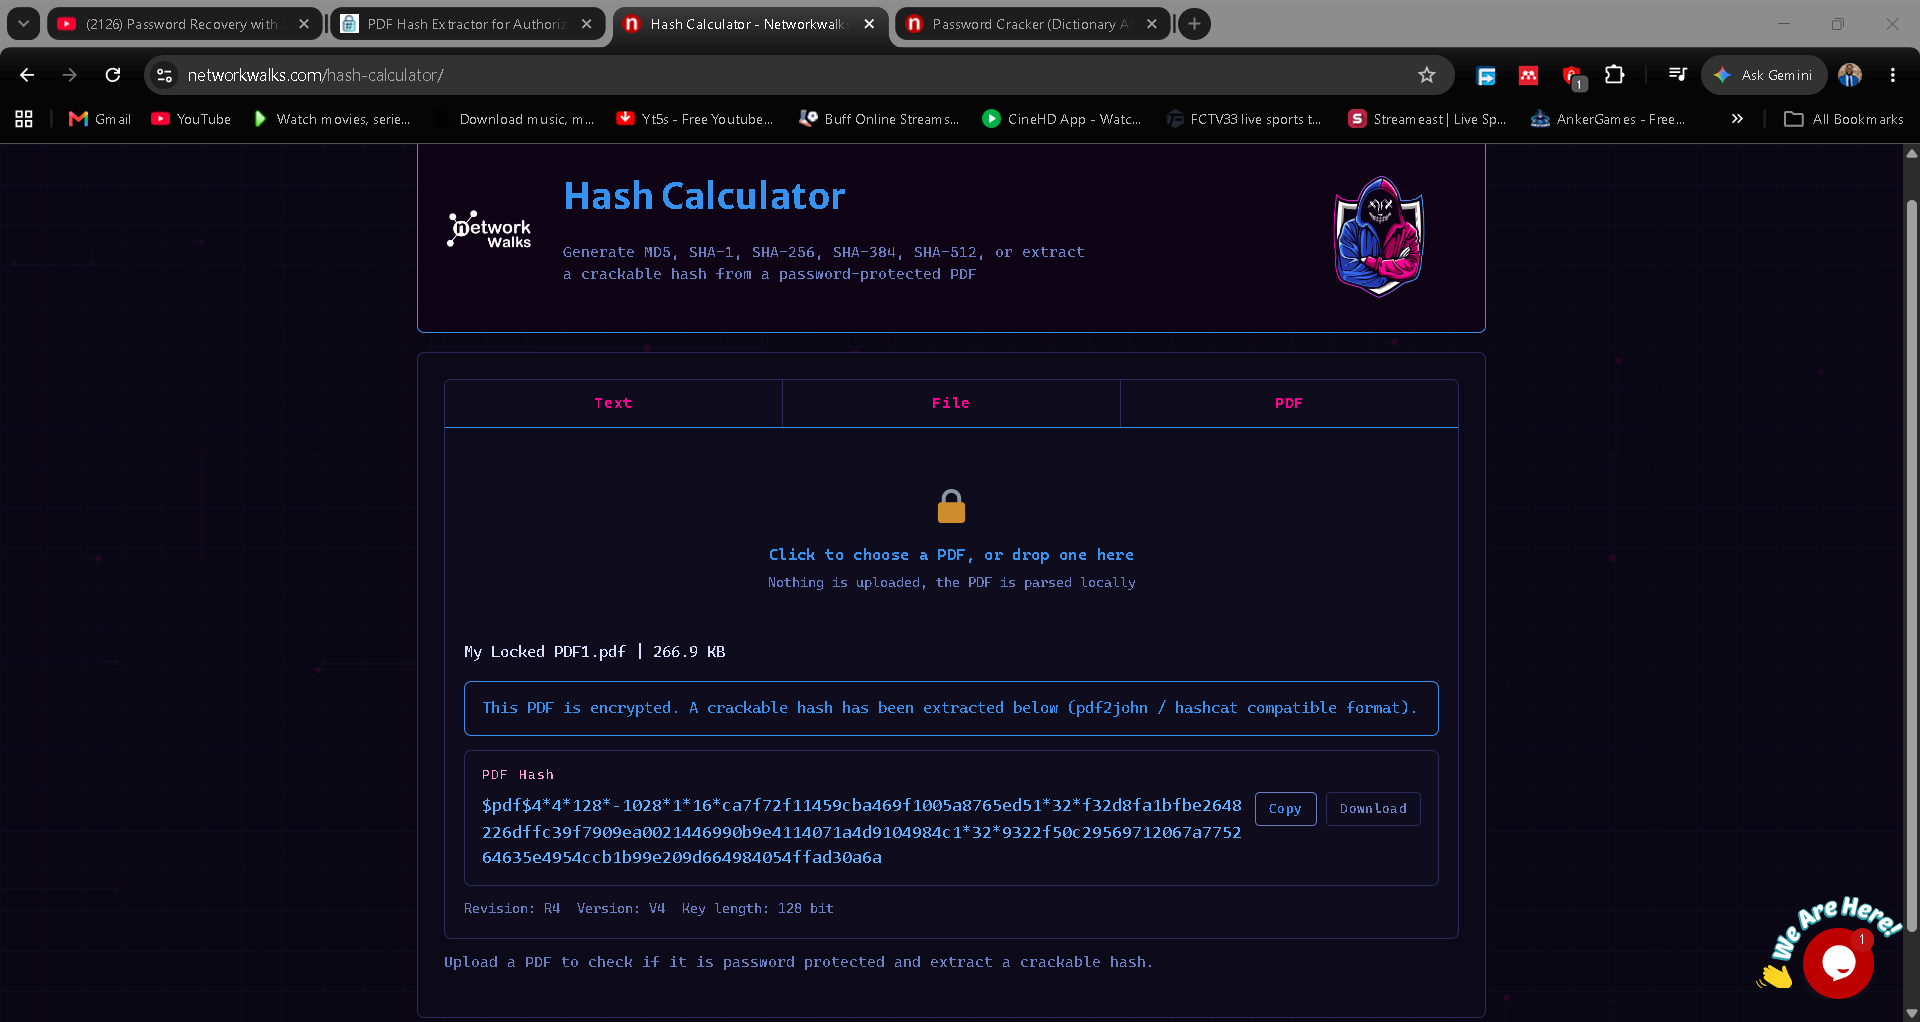 (2126) Password Recovery with
PDF Hash Extractor for Authoriz
Hash Calculator - Networkwalk
Password Cracker (Dictionary A
networkwalks.com/hash-calculator/
1
Ask Gemini
Gmail
YouTube
Watch movies, serie...
Download music, m...
Yt5s - Free Youtube...
Buff Online Streams...
CineHD App - Watc...
FCTV33 live sports t...
Streameast | Live Sp...
AnkerGames - Free...
All Bookmarks
network
Walks
Hash Calculator
Generate MD5, SHA-1, SHA-256, SHA-384, SHA-512, or extract
a crackable hash from a password-protected PDF
Text
File
PDF
Click to choose a PDF, or drop one here
Nothing is uploaded, the PDF is parsed locally
My Locked PDF1.pdf | 266.9 KB
This PDF is encrypted. A crackable hash has been extracted below (pdf2john / hashcat compatible format).
PDF Hash
$pdf$4*4*128*-1028*1*16*ca7f72f11459cba469f1005a8765ed51*32*f32d8fa1bfbe2648
226dffc39f7909ea0021446990b9e4114071a4d9104984c1*32*9322f50c29569712067a7752
64635e4954ccb1b99e209d664984054ffad30a6a
Copy
Download
Revision: R4 Version: V4 Key length: 128 bit
Upload a PDF to check if it is password protected and extract a crackable hash.
We Are Here!
1